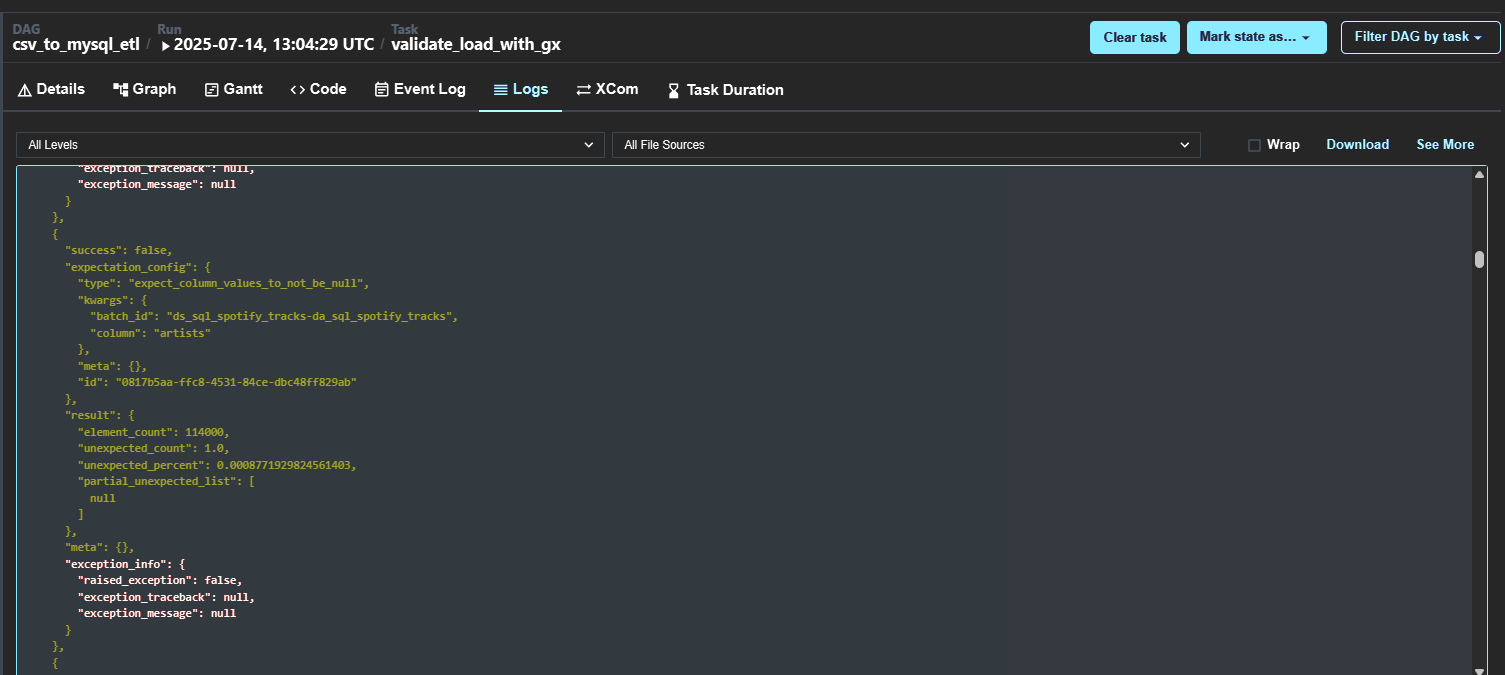 DAG Run Task
csv_to_mysql_etl / 2025-07-14, 13:04:29 UTC / validate_load_with_gx
Clear task Mark state as... Filter DAG by task
Details Graph Gantt Code Event Log Logs XCom Task Duration
All Levels All File Sources Wrap Download See More
"exception_traceback": null,
"exception_message": null
}
},
{
"success": false,
"expectation_config": {
"type": "expect_column_values_to_not_be_null",
"kwargs": {
"batch_id": "ds_sql_spotify_tracks-da_sql_spotify_tracks",
"column": "artists"
},
"meta": {},
"id": "0817b5aa-ffc8-4531-84ce-dbc48ff829ab"
},
"result": {
"element_count": 114000,
"unexpected_count": 1.0,
"unexpected_percent": 0.0008771929824561403,
"partial_unexpected_list": [
null
]
},
"meta": {},
"exception_info": {
"raised_exception": false,
"exception_traceback": null,
"exception_message": null
}
},
{